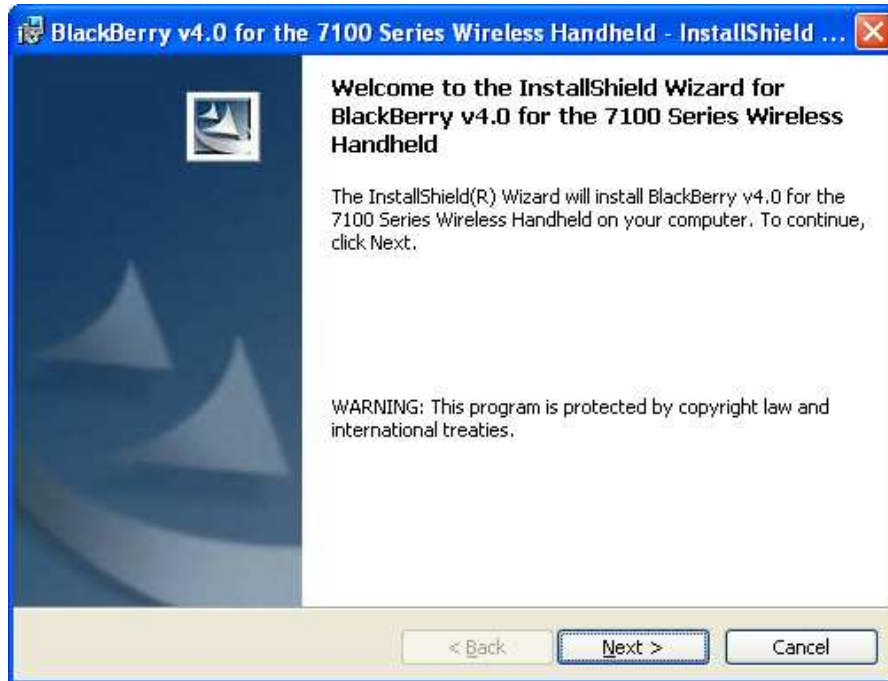 BlackBerry v4.0 for the 7100 Series Wireless Handheld - InstallShield ...
Welcome to the InstallShield Wizard for
BlackBerry v4.0 for the 7100 Series Wireless
Handheld
The InstallShield(R) Wizard will install BlackBerry v4.0 for the
7100 Series Wireless Handheld on your computer. To continue,
click Next.
WARNING: This program is protected by copyright law and
international treaties.
< Back
Next >
Cancel